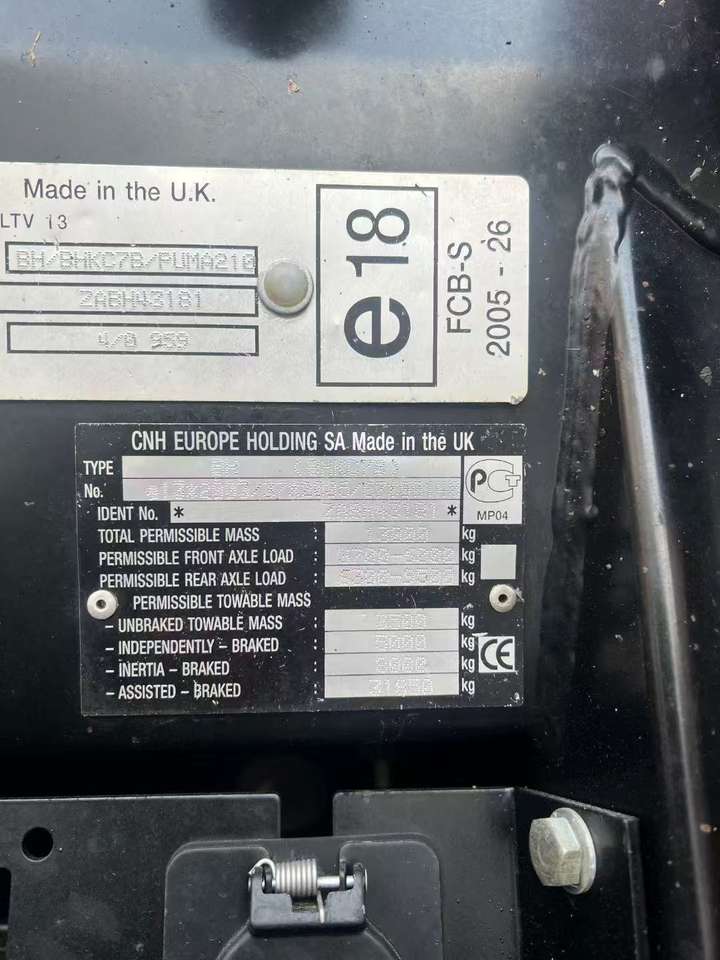 Made in the U.K.
LTV 13
BH/BHKC7B/PUMA210
ZABHW3181
4/0 959
e18
FCB-S
2005 - 26
CNH EUROPE HOLDING SA Made in the UK
TYPE
No.
IDENT No. * *
MP04
TOTAL PERMISSIBLE MASS : 13000 kg
PERMISSIBLE FRONT AXLE LOAD : kg
PERMISSIBLE REAR AXLE LOAD : kg
PERMISSIBLE TOWABLE MASS
- UNBRAKED TOWABLE MASS : 3500 kg
- INDEPENDENTLY - BRAKED : kg
- INERTIA - BRAKED : kg
- ASSISTED - BRAKED : kg
CE